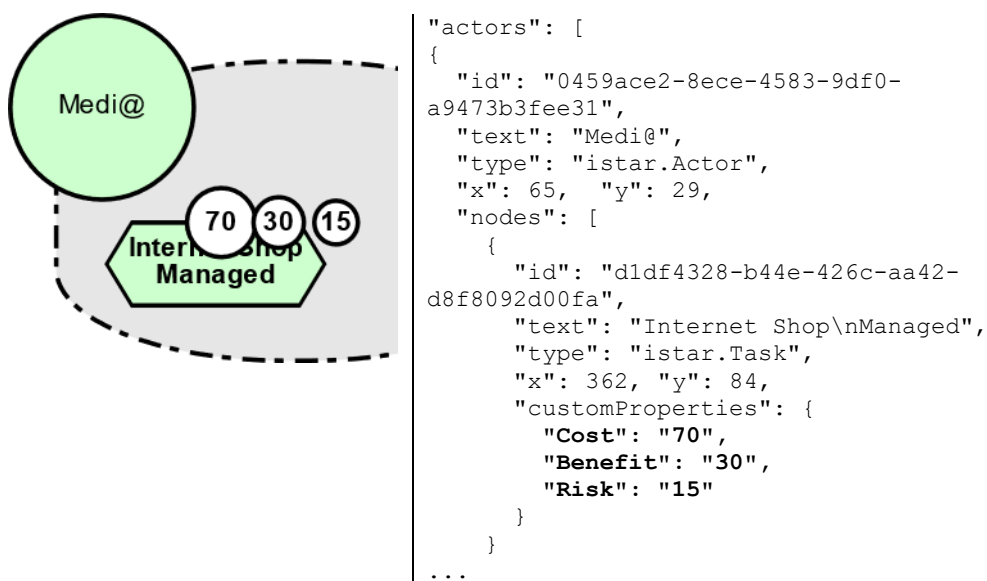 Medi@
70 30 15
Internet Shop
Managed
"actors": [
{
"id": "0459ace2-8ece-4583-9df0-
a9473b3fee31",
"text": "Medi@",
"type": "istar.Actor",
"x": 65, "y": 29,
"nodes": [
{
"id": "d1df4328-b44e-426c-aa42-
d8f8092d00fa",
"text": "Internet Shop\nManaged",
"type": "istar.Task",
"x": 362, "y": 84,
"customProperties": {
"Cost": "70",
"Benefit": "30",
"Risk": "15"
}
}
...